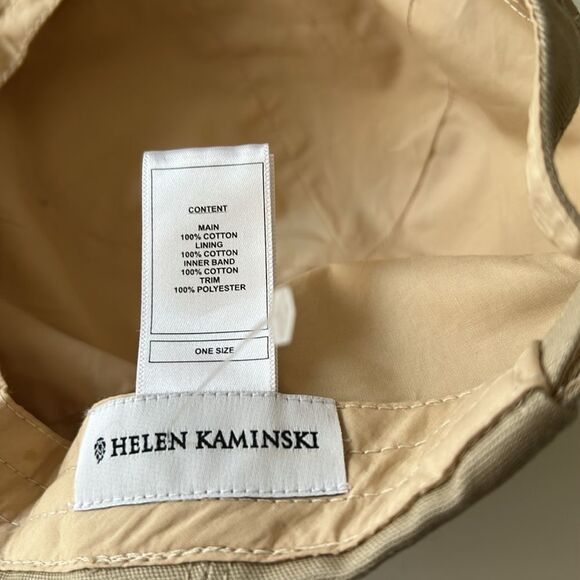 CONTENT
MAIN
100% COTTON
LINING
100% COTTON
INNER BAND
100% COTTON
TRIM
100% POLYESTER
ONE SIZE
HELEN KAMINSKI